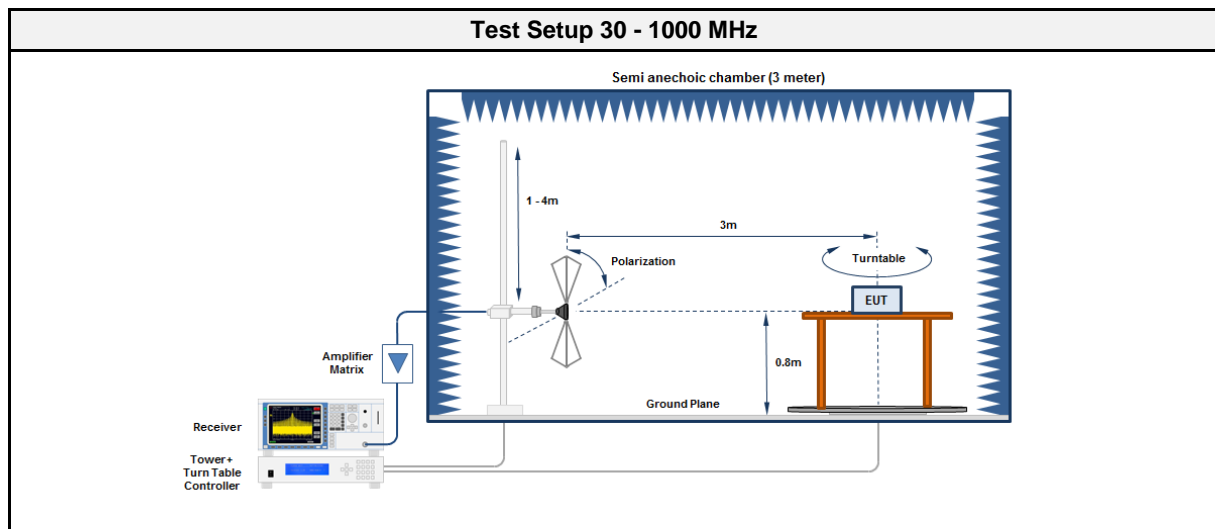 Test Setup 30 - 1000 MHz
Semi anechoic chamber (3 meter)
1 - 4m
3m
Polarization
Turntable
EUT
Amplifier
Matrix
0.8m
Ground Plane
Receiver
Tower+
Turn Table
Controller